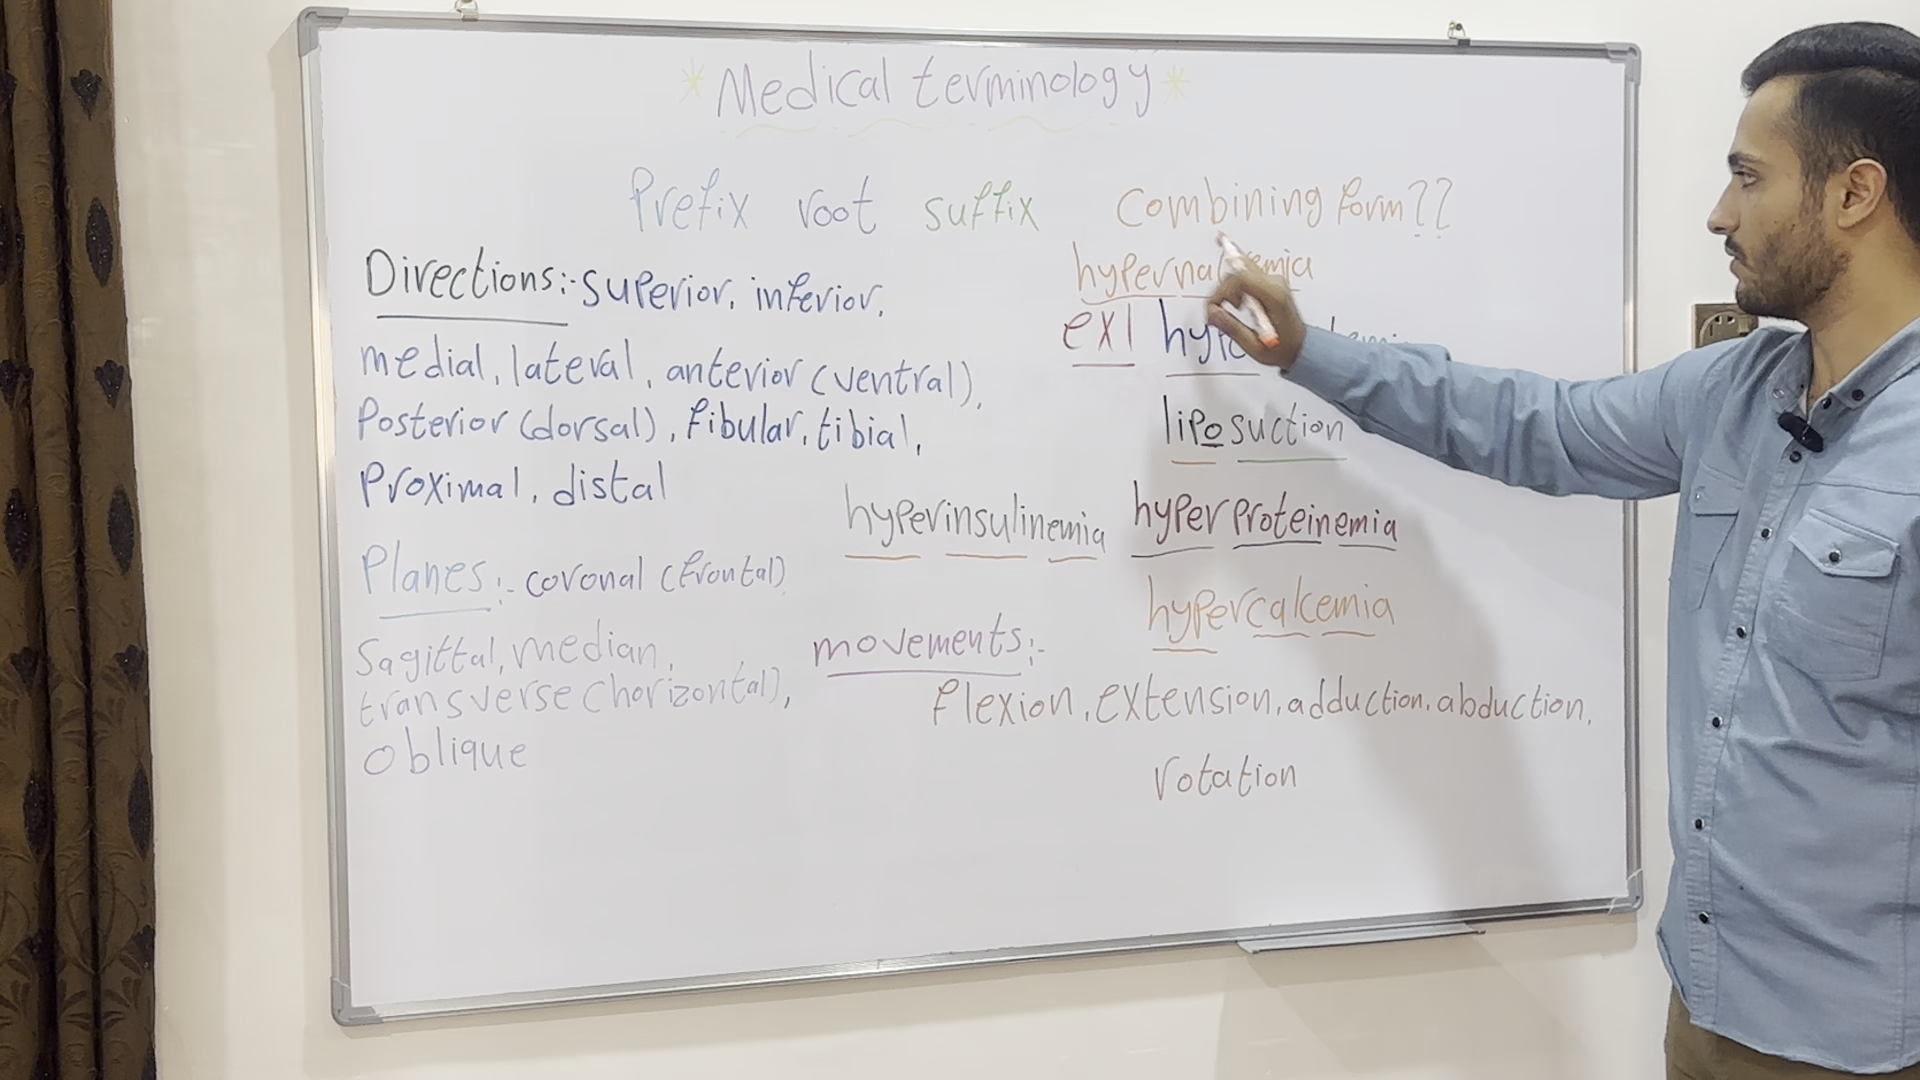 * Medical terminology *
Prefix root suffix combining form??
Directions:- superior, inferior,
medial, lateral, anterior (ventral),
Posterior (dorsal), fibular, tibial,
Proximal, distal
Planes:- coronal (frontal)
Sagittal, median,
transverse (horizontal),
oblique
ex|
liposuction
hyperinsulinemia hyperproteinemia
hypercalcemia
movements:-
flexion, extension, adduction, abduction,
rotation